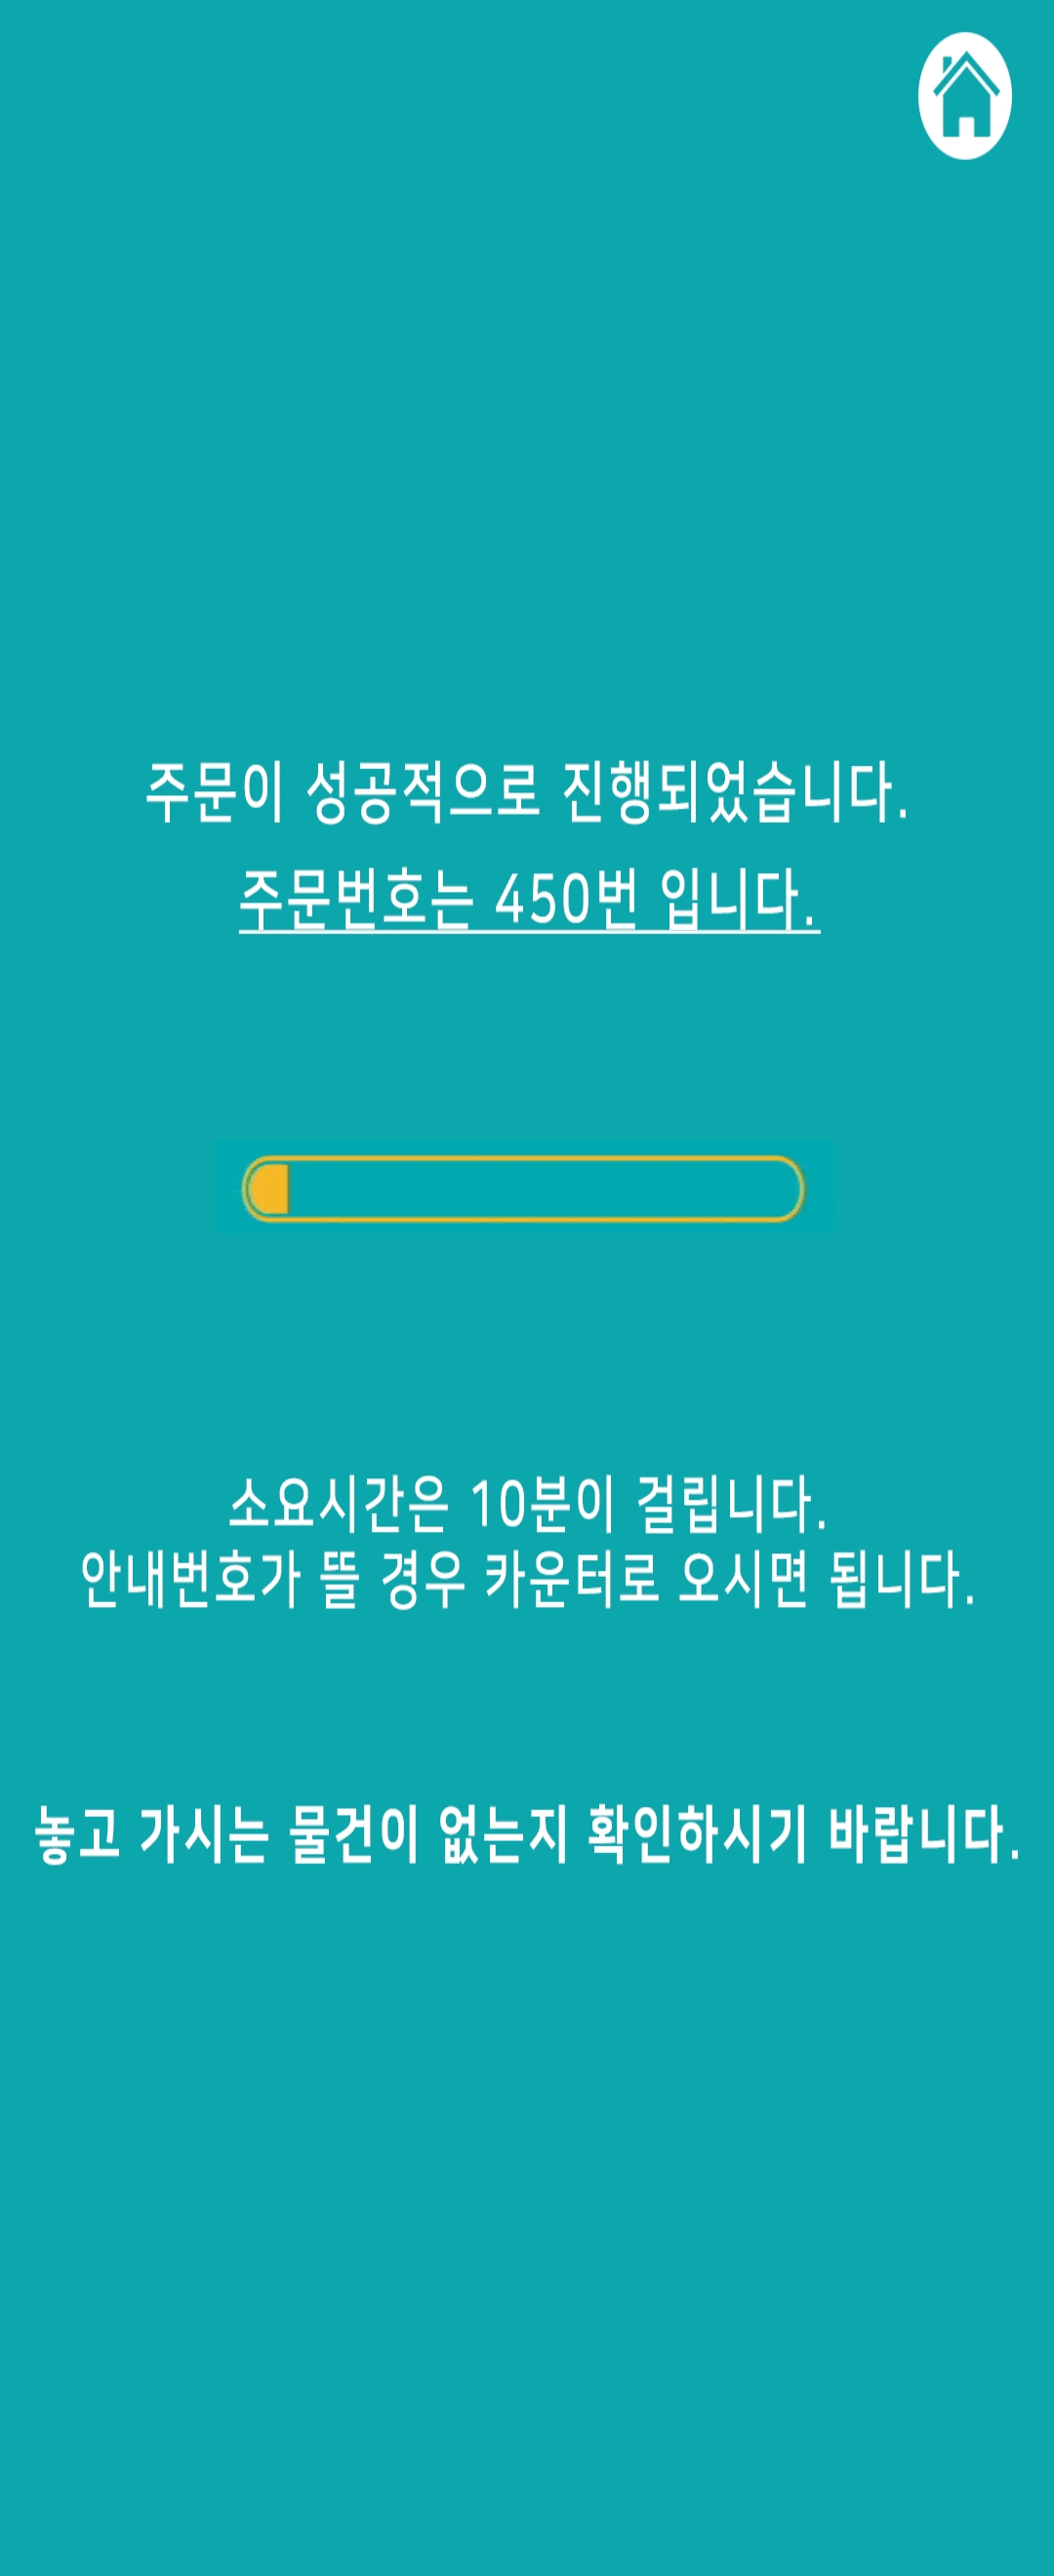 주문이 성공적으로 진행되었습니다.
주문번호는 450번 입니다.
소요시간은 10분이 걸립니다.
안내번호가 뜰 경우 카운터로 오시면 됩니다.
놓고 가시는 물건이 없는지 확인하시기 바랍니다.